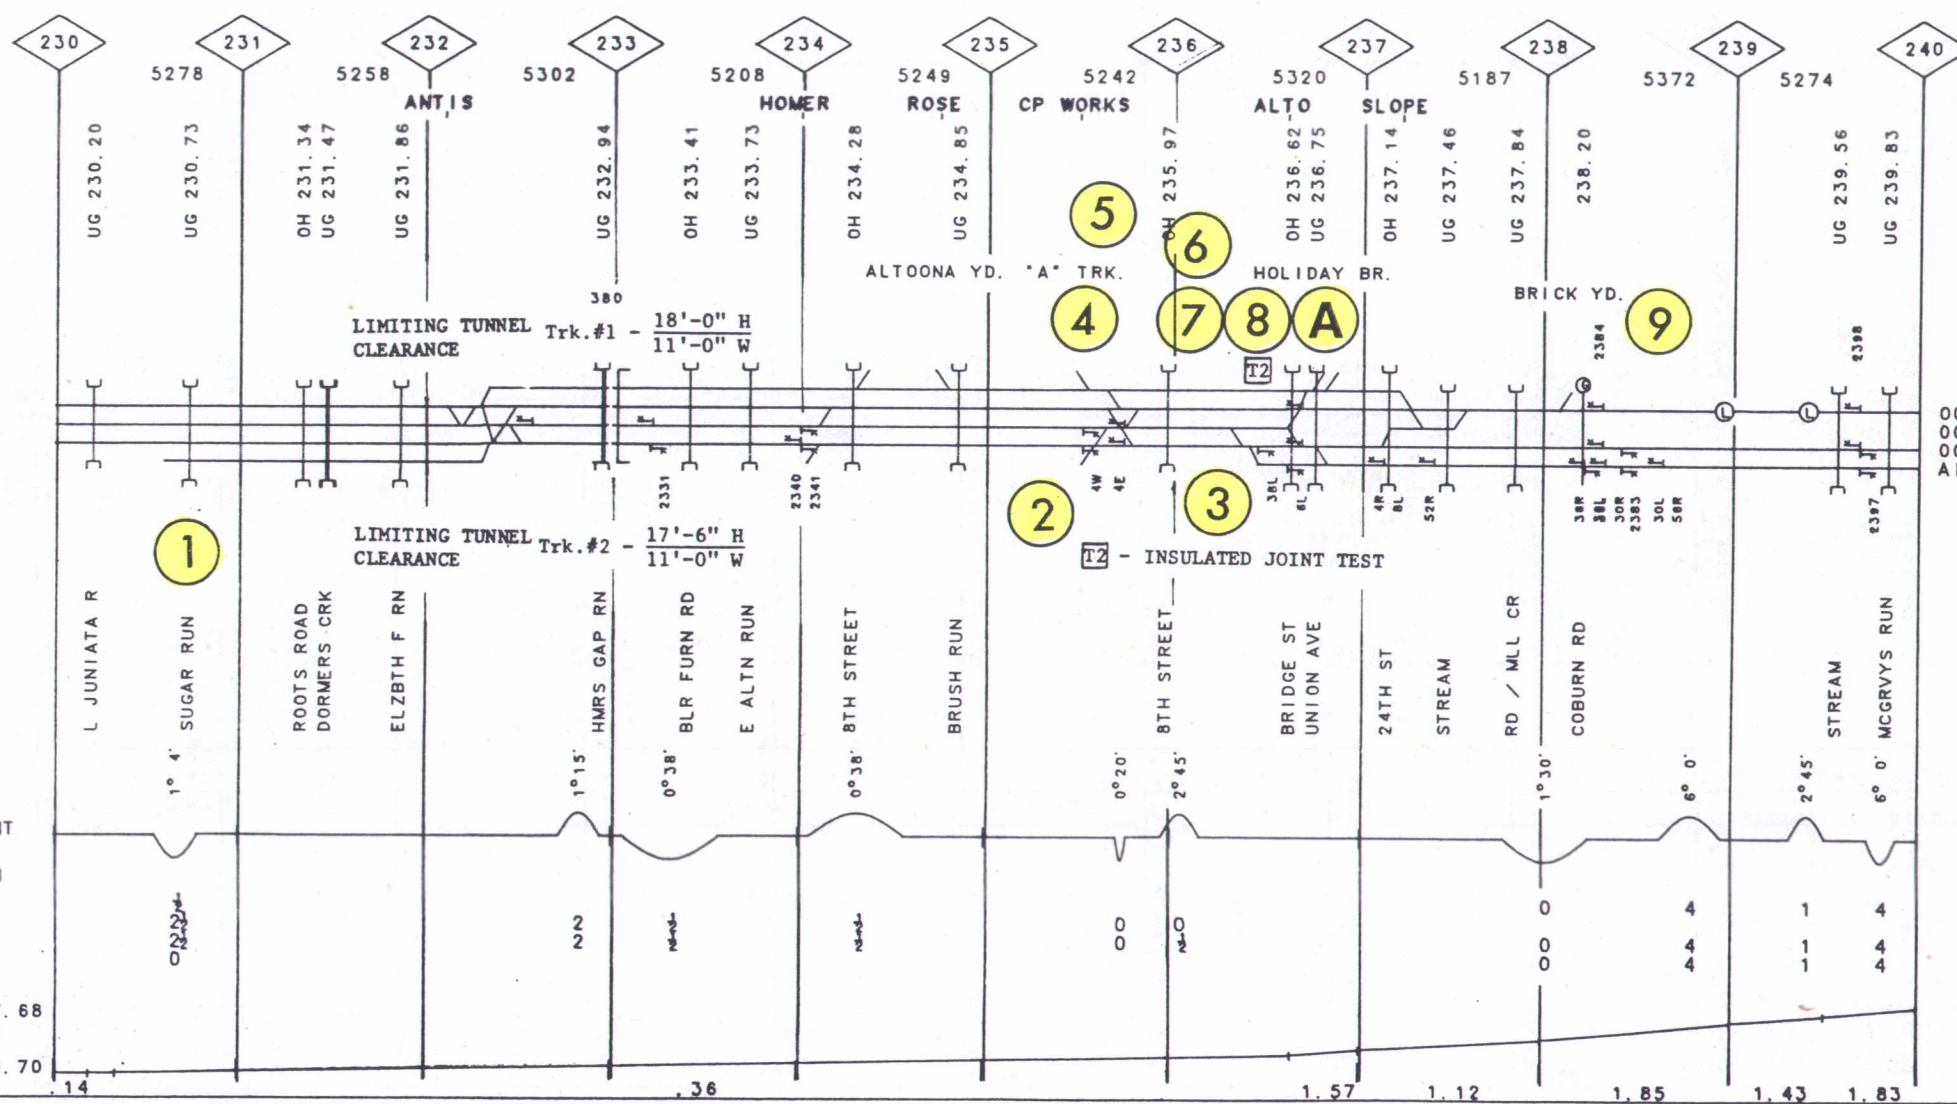 230 231 232 233 234 235 236 237 238 239 240
5278 5258 5302 5208 5249 5242 5320 5187 5372 5274
ANTIS HOMER ROSE CP WORKS ALTO SLOPE
UG 230.20
UG 230.73
OH 231.34
UG 231.47
UG 231.86
UG 232.94
OH 233.41
UG 233.73
OH 234.28
UG 234.85
OH 235.97
OH 236.62
UG 236.75
OH 237.14
UG 237.46
UG 237.84
238.20
UG 239.56
UG 239.83
5
6
ALTOONA YD. "A" TRK.
HOLIDAY BR.
BRICK YD.
380
LIMITING TUNNEL Trk.#1 - 18'-0" H
CLEARANCE 11'-0" W
4 7 8 A 9
2384
2398
T2
L L
2331
2340
2341
4W
4E
38L
6L
4R
8L
52R
38R
38L
30R
2383
30L
56R
2397
1
2
3
LIMITING TUNNEL Trk.#2 - 17'-6" H
CLEARANCE 11'-0" W
T2 - INSULATED JOINT TEST
L JUNIATA R
SUGAR RUN
ROOTS ROAD
DORMERS CRK
ELZBTH F RN
HMRS GAP RN
BLR FURN RD
E ALTN RUN
8TH STREET
BRUSH RUN
8TH STREET
BRIDGE ST
UNION AVE
24TH ST
STREAM
RD / MLL CR
COBURN RD
STREAM
MCGRVYS RUN
1° 4'
1°15'
0°38'
0°38'
0°20'
2°45'
1°30'
6° 0'
2°45'
6° 0'
2 0 0 0 4 1 4
2 0 0 4 1 4
0 0 4 1 4
.68
.70
.14 .36 1.57 1.12 1.85 1.43 1.83